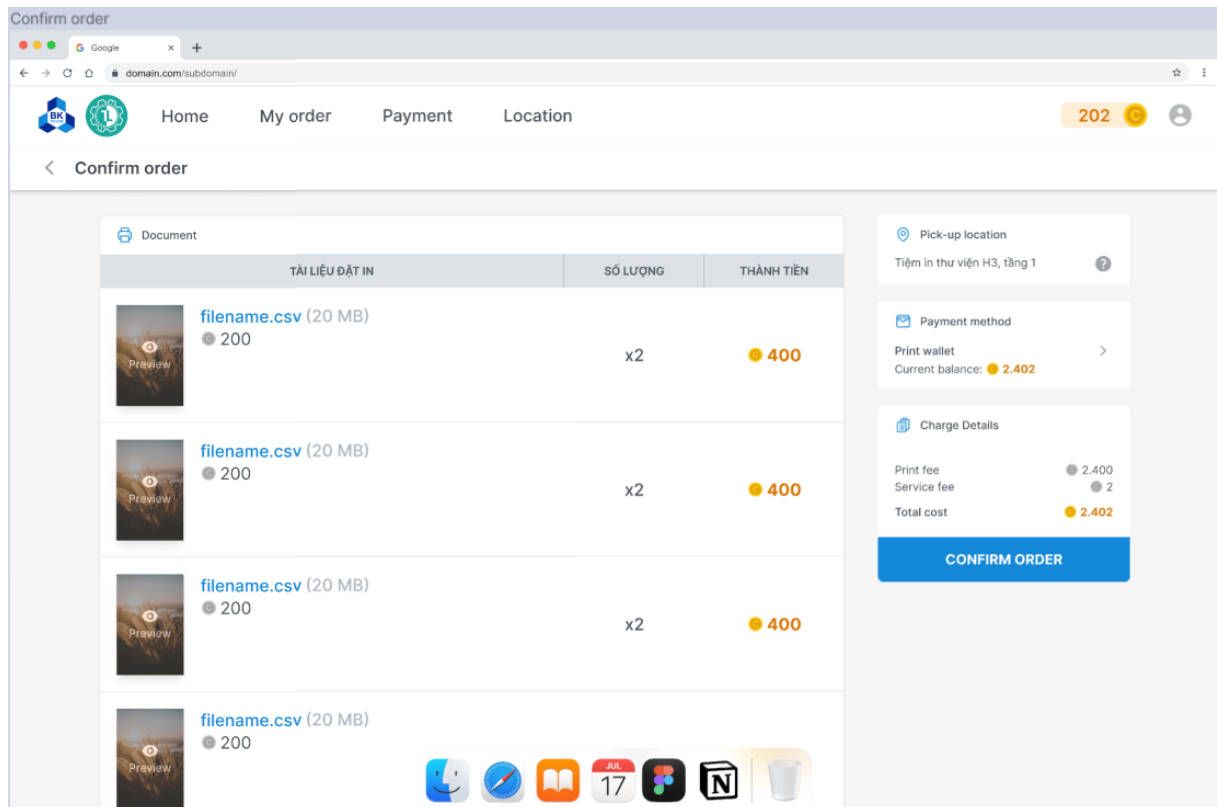 Confirm order
Google
domain.com/subdomain/
BK
Home
My order
Payment
Location
202
Confirm order
Document
TÀI LIỆU ĐẶT IN
SỐ LƯỢNG
THÀNH TIỀN
filename.csv (20 MB)
200
Preview
x2
400
filename.csv (20 MB)
200
Preview
x2
400
filename.csv (20 MB)
200
Preview
x2
400
filename.csv (20 MB)
200
Preview
Pick-up location
Tiệm in thư viện H3, tầng 1
Payment method
Print wallet
Current balance: 2.402
Charge Details
Print fee 2.400
Service fee 2
Total cost 2.402
CONFIRM ORDER
JUL
17